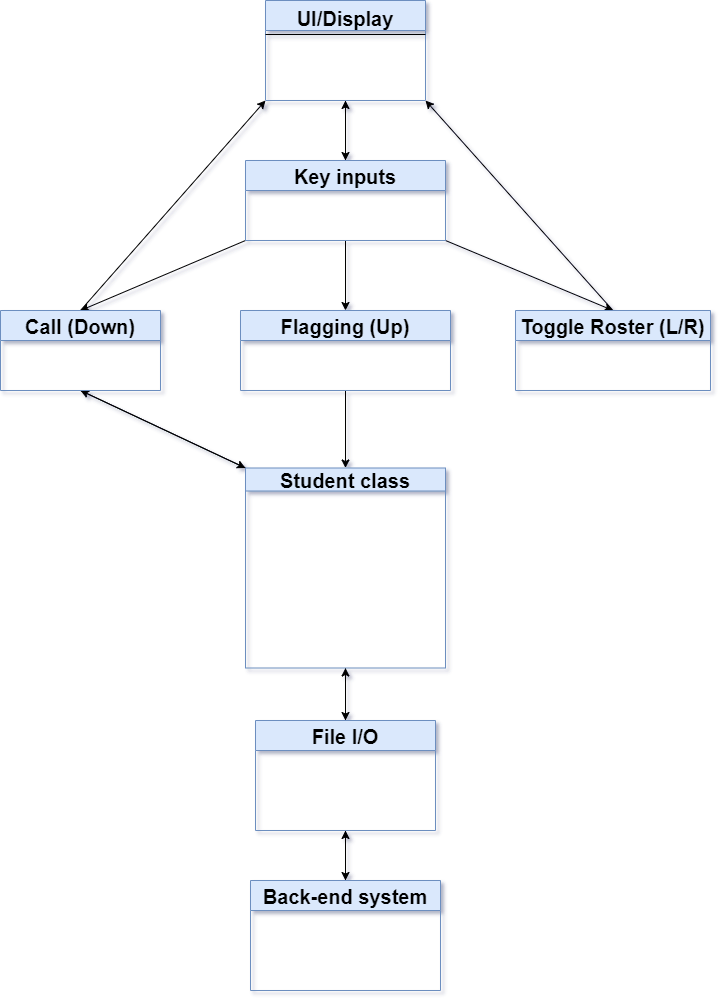 UI/Display
Key inputs
Call (Down)
Flagging (Up)
Toggle Roster (L/R)
Student class
File I/O
Back-end system